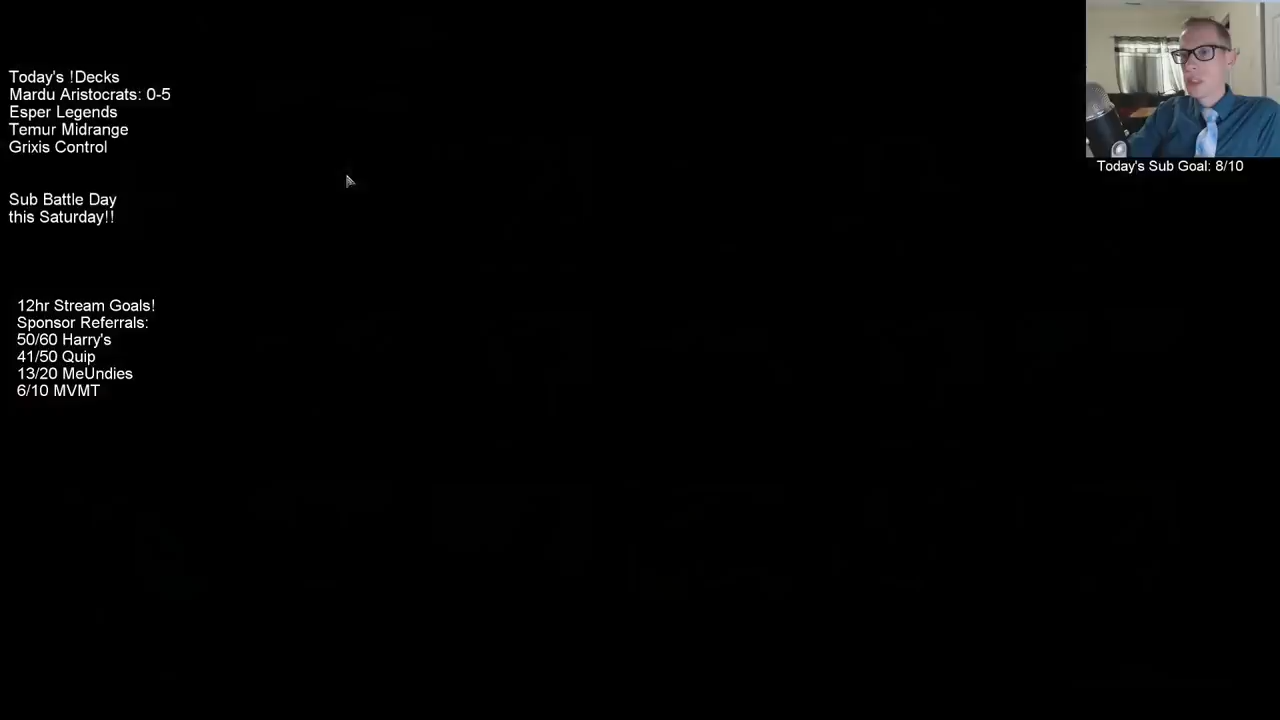 Today's !Decks
Mardu Aristocrats: 0-5
Esper Legends
Temur Midrange
Grixis Control
Sub Battle Day
this Saturday!!
12hr Stream Goals!
Sponsor Referrals:
50/60 Harry's
41/50 Quip
13/20 MeUndies
6/10 MVMT
Today's Sub Goal: 8/10